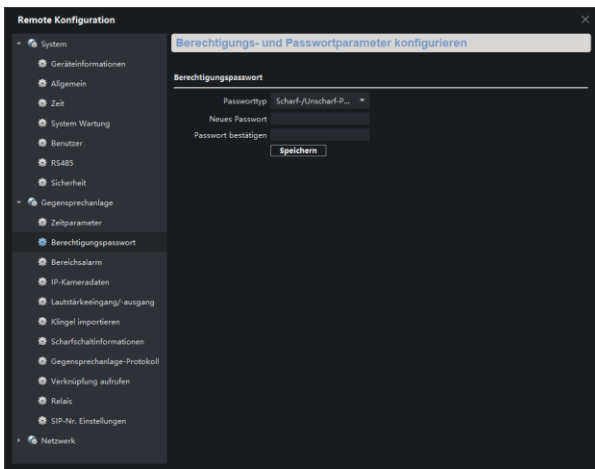 Remote Konfiguration
System
Geräteinformationen
Allgemein
Zeit
System Wartung
Benutzer
RS485
Sicherheit
Gegensprechanlage
Zeitparameter
Berechtigungspasswort
Bereichsalarm
IP-Kameradaten
Lautstärkeeingang/-ausgang
Klingel importieren
Scharfschaltinformationen
Gegensprechanlage-Protokoll
Verknüpfung aufrufen
Relais
SIP-Nr. Einstellungen
Netzwerk
Berechtigungs- und Passwortparameter konfigurieren
Berechtigungspasswort
Passworttyp Scharf-/Unscharf-P...
Neues Passwort
Passwort bestätigen
Speichern